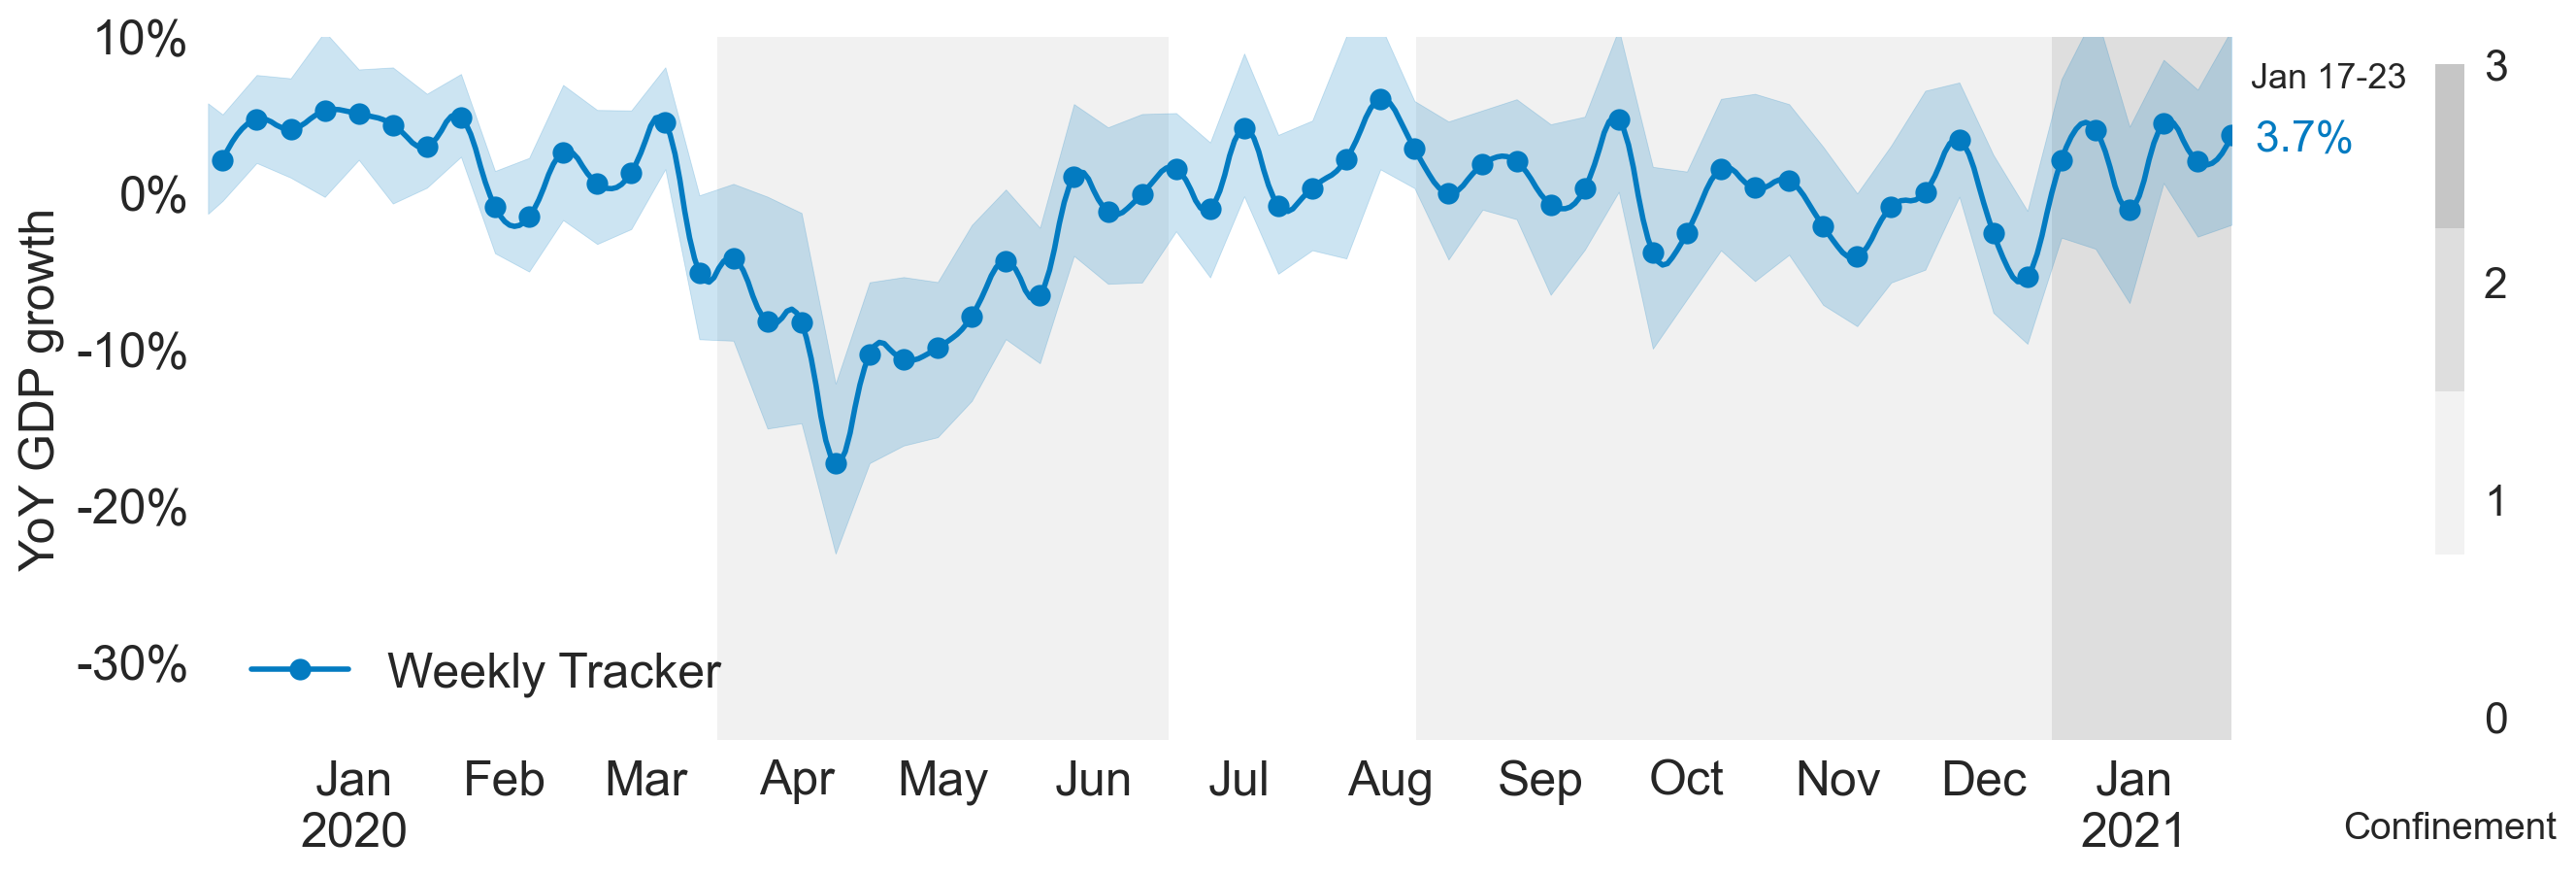 10%
0%
-10%
-20%
-30%
YoY GDP growth
Weekly Tracker
Jan 17-23
3.7%
3
2
1
0
Jan Feb Mar Apr May Jun Jul Aug Sep Oct Nov Dec Jan
2020 2021
Confinement